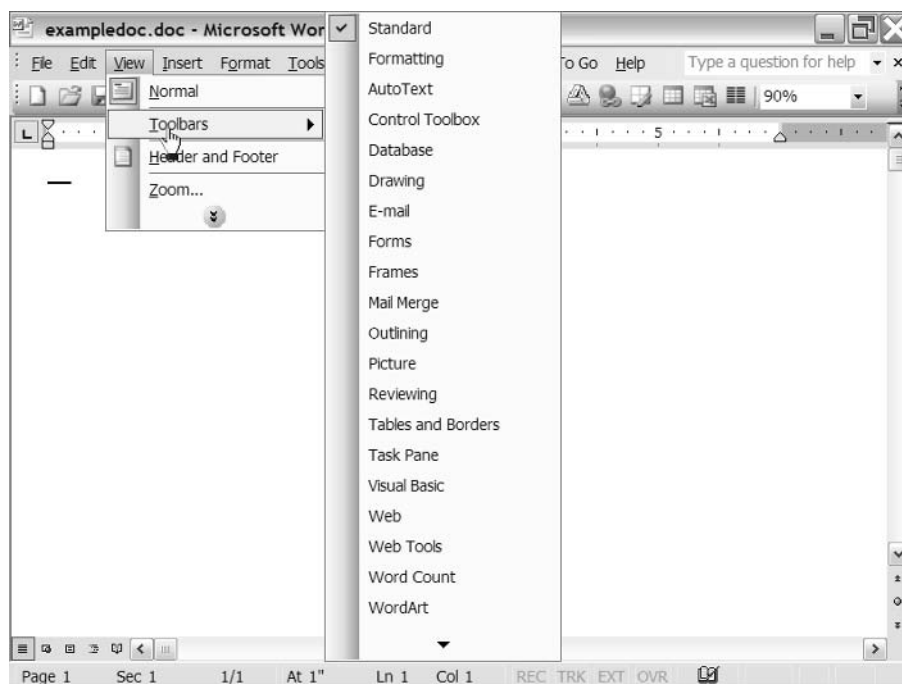 exampledoc.doc - Microsoft Wor
File Edit View Insert Format Tools To Go Help Type a question for help
90%
Normal
Toolbars
Header and Footer
Zoom...
Standard
Formatting
AutoText
Control Toolbox
Database
Drawing
E-mail
Forms
Frames
Mail Merge
Outlining
Picture
Reviewing
Tables and Borders
Task Pane
Visual Basic
Web
Web Tools
Word Count
WordArt
5
Page 1 Sec 1 1/1 At 1" Ln 1 Col 1 REC TRK EXT OVR